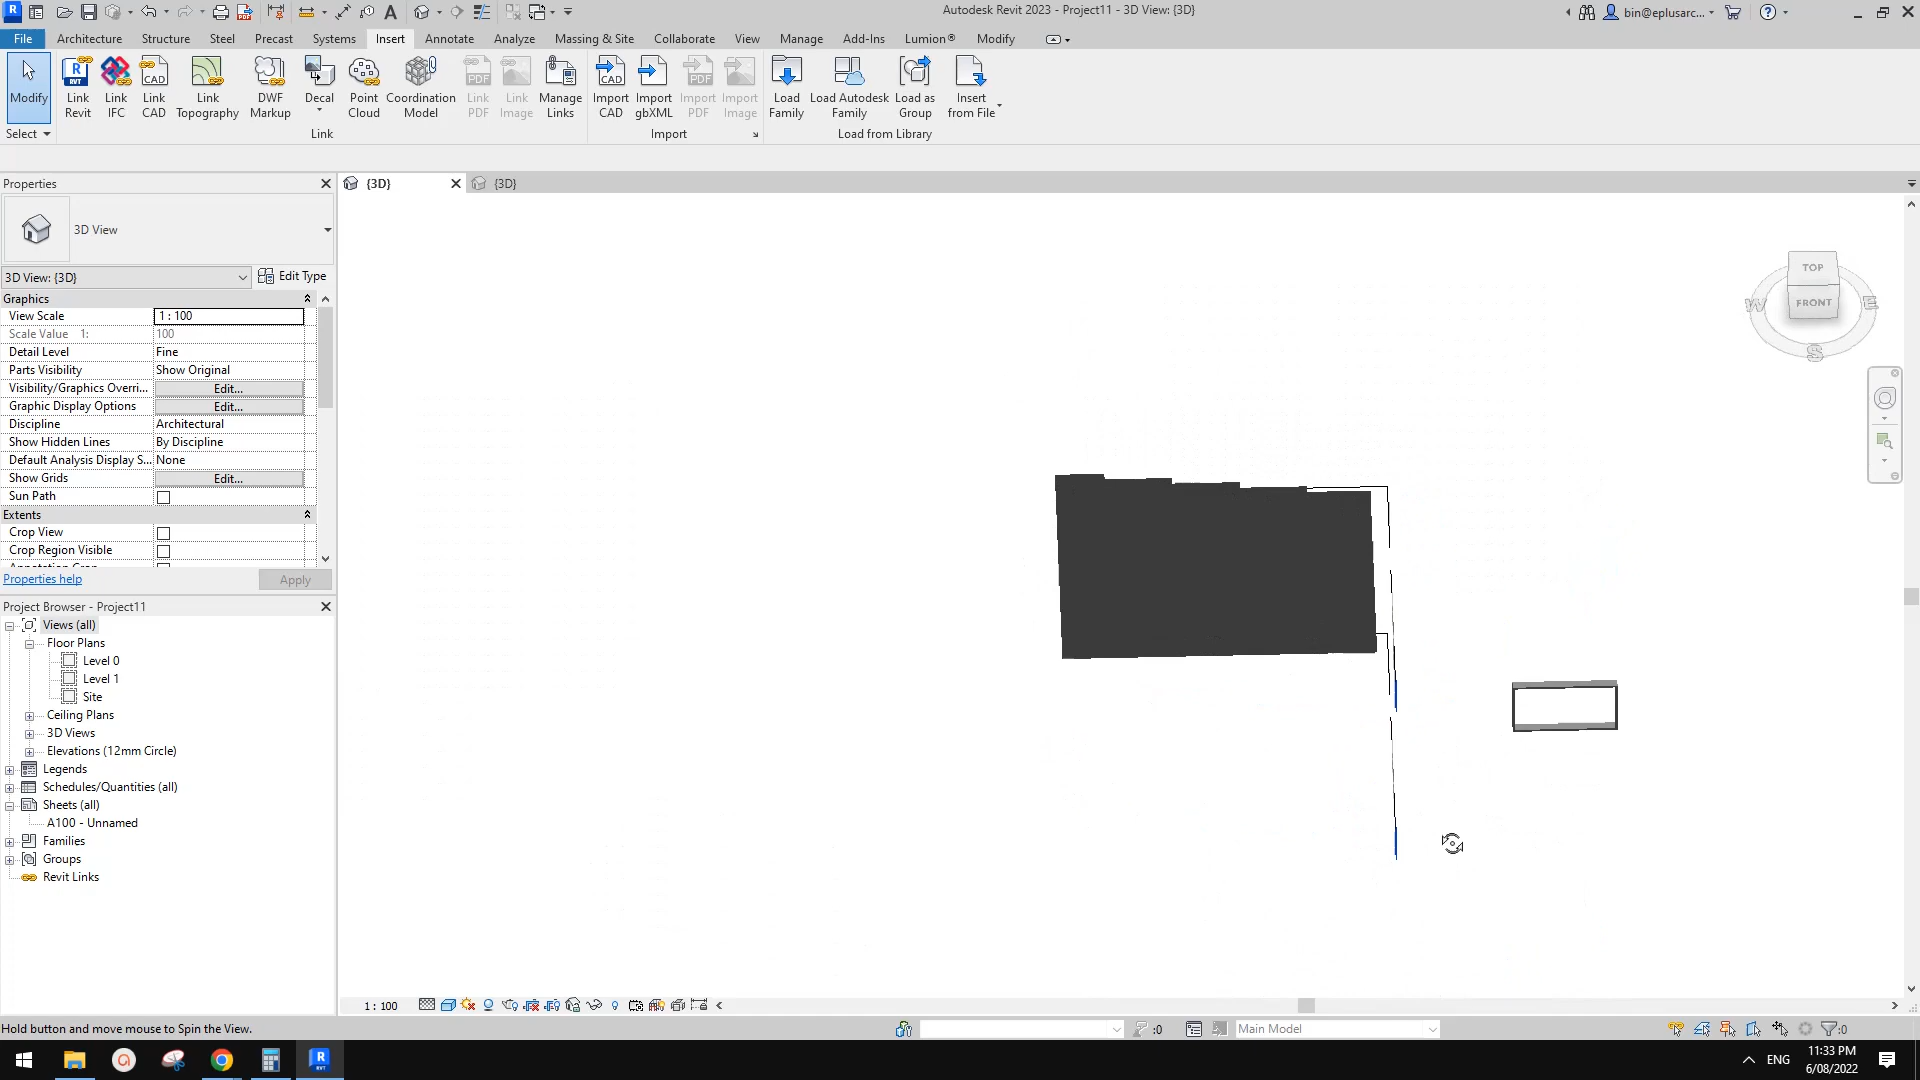 Autodesk Revit 2023 - Project11 - 3D View: {3D}
bin@eplusarc...
File Architecture Structure Steel Precast Systems Insert Annotate Analyze Massing & Site Collaborate View Manage Add-Ins Lumion® Modify
Modify
Link Revit
Link IFC
Link CAD
Link Topography
DWF Markup
Decal
Point Cloud
Coordination Model
Link PDF
Link Image
Manage Links
Import CAD
Import gbXML
Import PDF
Import Image
Load Family
Load Autodesk Family
Load as Group
Insert from File
Select Link Import Load from Library
Properties
{3D} {3D}
3D View
3D View: {3D} Edit Type
Graphics
View Scale 1 : 100
Scale Value 1: 100
Detail Level Fine
Parts Visibility Show Original
Visibility/Graphics Overri... Edit...
Graphic Display Options Edit...
Discipline Architectural
Show Hidden Lines By Discipline
Default Analysis Display S... None
Show Grids Edit...
Sun Path
Extents
Crop View
Crop Region Visible
Properties help Apply
Project Browser - Project11
Views (all)
Floor Plans
Level 0
Level 1
Site
Ceiling Plans
3D Views
Elevations (12mm Circle)
Legends
Schedules/Quantities (all)
Sheets (all)
A100 - Unnamed
Families
Groups
Revit Links
TOP
FRONT
W E
S
1 : 100
Hold button and move mouse to Spin the View.
:0
Main Model
:0
ENG
11:33 PM
6/08/2022